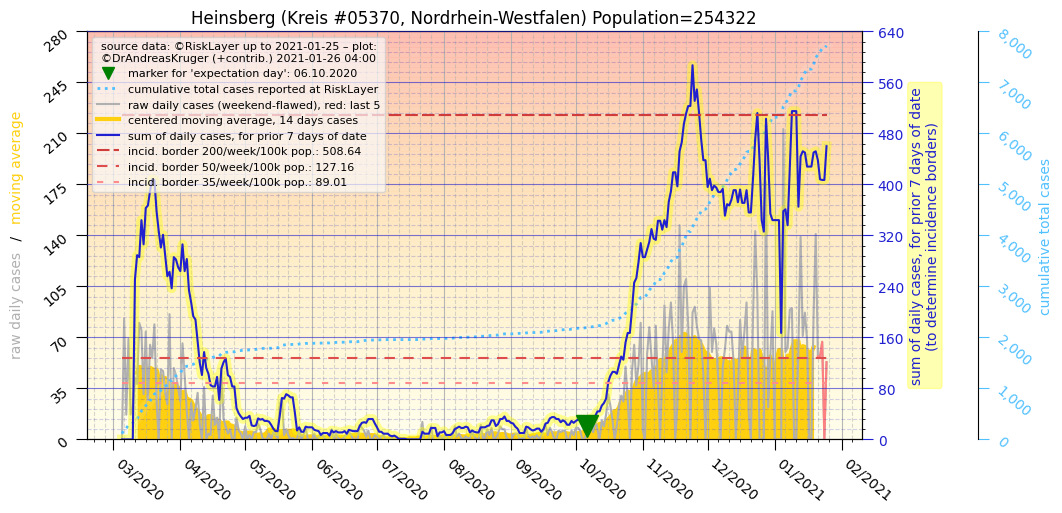 Heinsberg (Kreis #05370, Nordrhein-Westfalen) Population=254322
source data: ©RiskLayer up to 2021-01-25 – plot:
©DrAndreasKruger (+contrib.) 2021-01-26 04:00
marker for 'expectation day': 06.10.2020
cumulative total cases reported at RiskLayer
raw daily cases (weekend-flawed), red: last 5
centered moving average, 14 days cases
sum of daily cases, for prior 7 days of date
incid. border 200/week/100k pop.: 508.64
incid. border 50/week/100k pop.: 127.16
incid. border 35/week/100k pop.: 89.01
raw daily cases / moving average
280
245
210
175
140
105
70
35
0
640
560
480
400
320
240
160
80
0
sum of daily cases, for prior 7 days of date
(to determine incidence borders)
8,000
7,000
6,000
5,000
4,000
3,000
2,000
1,000
0
cumulative total cases
03/2020
04/2020
05/2020
06/2020
07/2020
08/2020
09/2020
10/2020
11/2020
12/2020
01/2021
02/2021